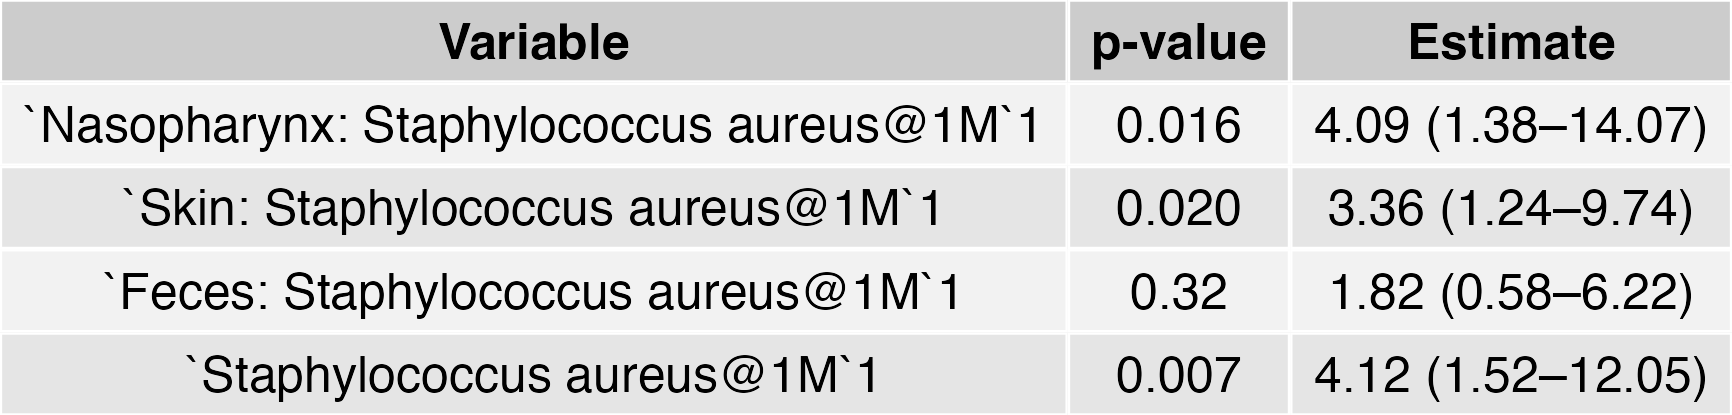 Variable p-value Estimate
`Nasopharynx: Staphylococcus aureus@1M`1 0.016 4.09 (1.38–14.07)
`Skin: Staphylococcus aureus@1M`1 0.020 3.36 (1.24–9.74)
`Feces: Staphylococcus aureus@1M`1 0.32 1.82 (0.58–6.22)
`Staphylococcus aureus@1M`1 0.007 4.12 (1.52–12.05)